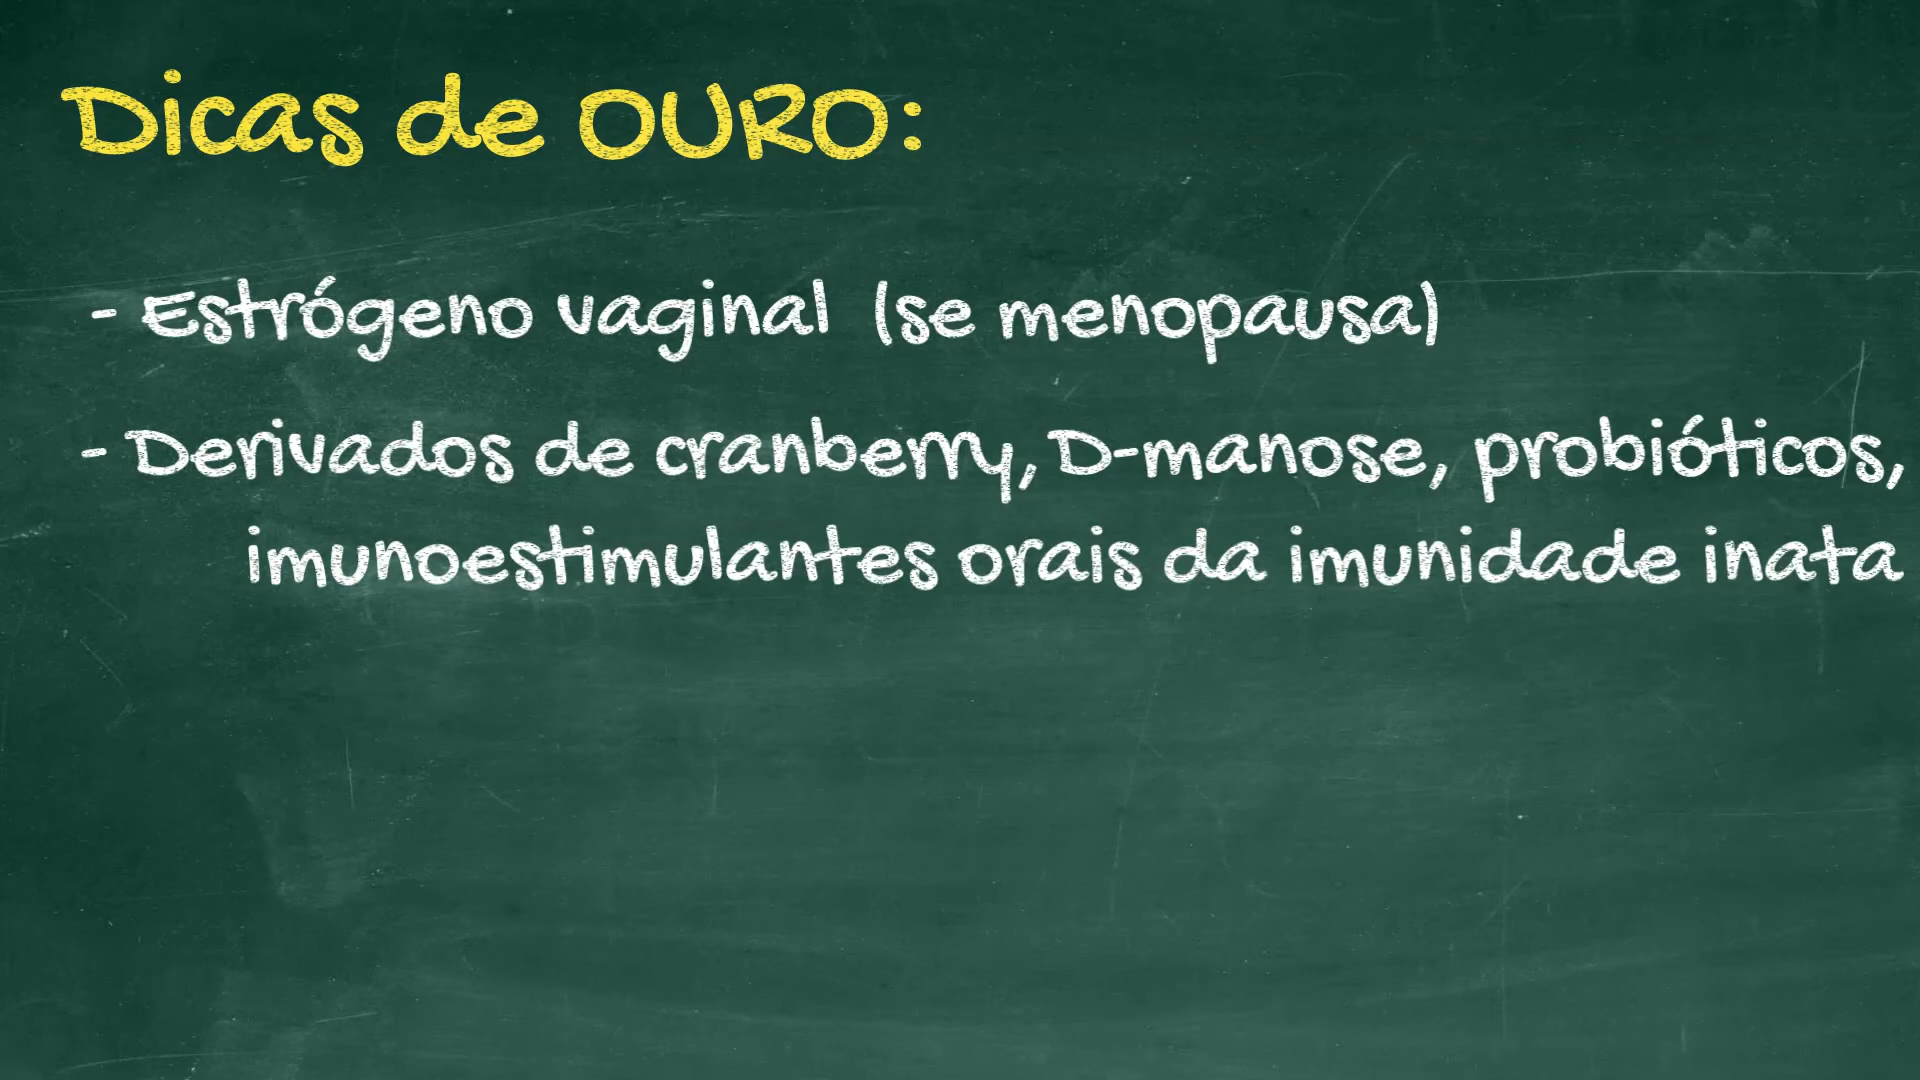 Dicas de OURO:
- Estrógeno vaginal (se menopausa)
- Derivados de cranberry, D-manose, probióticos,
imunoestimulantes orais da imunidade inata